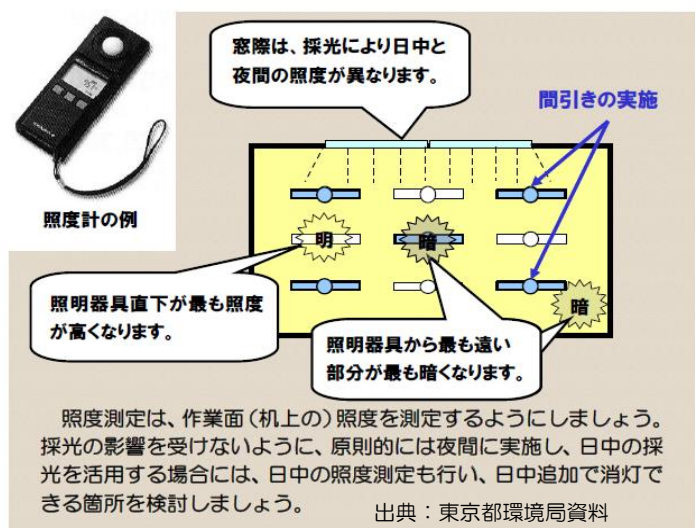 窓際は、採光により日中と
夜間の照度が異なります。
間引きの実施
照度計の例
明
暗
照明器具直下が最も照度
が高くなります。
暗
照明器具から最も遠い
部分が最も暗くなります。
照度測定は、作業面(机上の)照度を測定するようにしましょう。
採光の影響を受けないように、原則的には夜間に実施し、日中の採
光を活用する場合には、日中の照度測定も行い、日中追加で消灯で
きる箇所を検討しましょう。
出典:東京都環境局資料